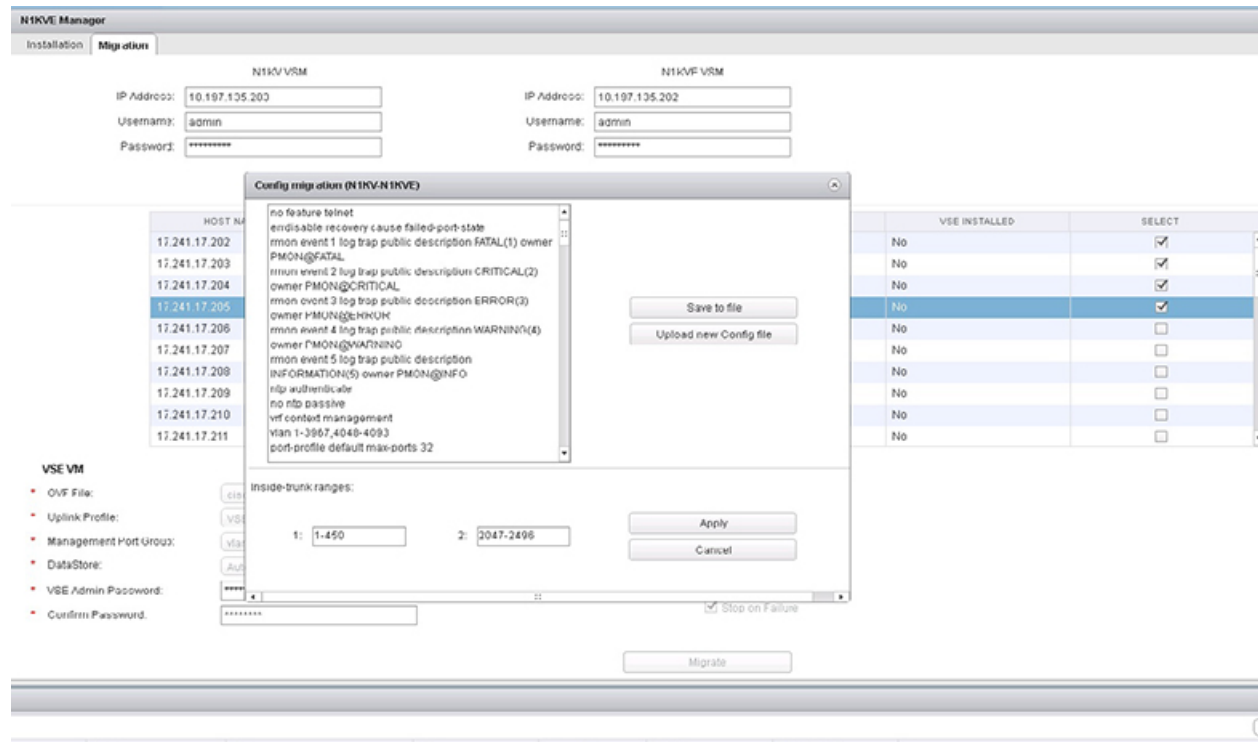 N1KVE Manager
Installation Migration
N1KV VSM N1KVE VSM
IP Address: 10.197.135.203 IP Address: 10.197.135.202
Username: admin Username: admin
Password: ********* Password: *********
Config migration (N1KV-N1KVE)
no feature telnet
errdisable recovery cause failed-port-state
rmon event 1 log trap public description FATAL(1) owner
PMON@FATAL
rmon event 2 log trap public description CRITICAL(2)
owner PMON@CRITICAL
rmon event 3 log trap public description ERROR(3)
owner PMON@ERROR
rmon event 4 log trap public description WARNING(4)
owner PMON@WARNING
rmon event 5 log trap public description
INFORMATION(5) owner PMON@INFO
ntp authenticate
no ntp passive
vrf context management
vlan 1-3967,4048-4093
port-profile default max-ports 32
Save to file
Upload new Config file
Inside-trunk ranges:
1: 1-450 2: 2047-2496
Apply
Cancel
HOST VSE INSTALLED SELECT
17.241.17.202 No
17.241.17.203 No
17.241.17.204 No
17.241.17.205 No
17.241.17.206 No
17.241.17.207 No
17.241.17.208 No
17.241.17.209 No
17.241.17.210 No
17.241.17.211 No
VSE VM
* OVF File: cis
* Uplink Profile: VSE
* Management Port Group: vlan
* DataStore: Aut
* VSE Admin Password: ****
* Confirm Password: ********
Stop on Failure
Migrate